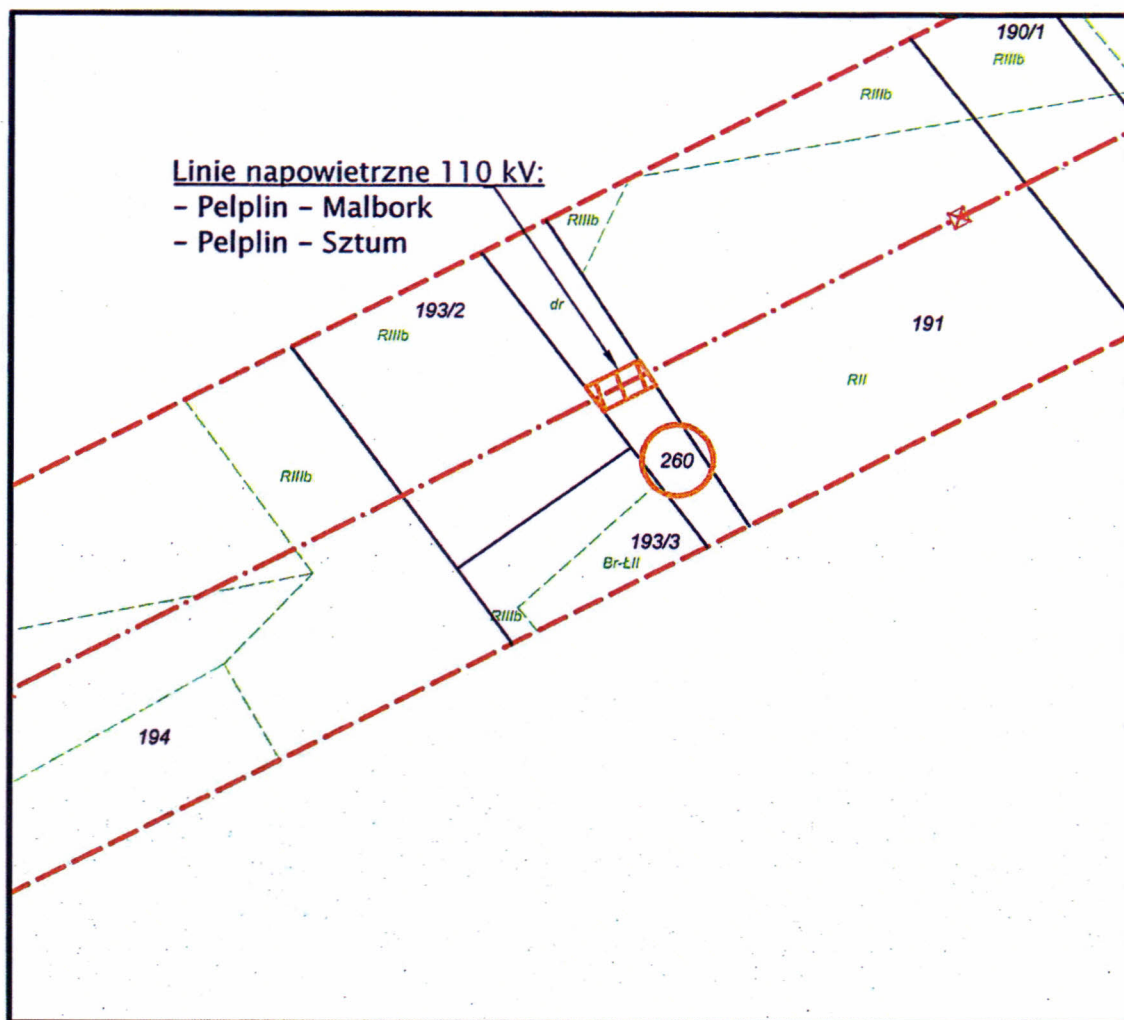 190/1
RIIIb
RIIIb
Linie napowietrzne 110 kV:
– Pelplin – Malbork
– Pelplin – Sztum
RIIIb
dr
193/2
RIIIb
191
RII
RIIIb
260
193/3
Br-ŁII
RIIIb
194